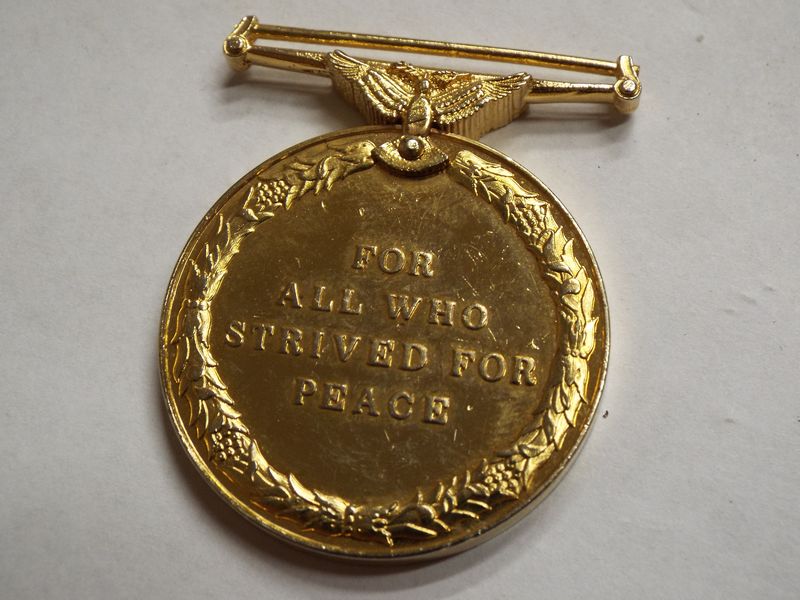 FOR
ALL WHO
STRIVED FOR
PEACE